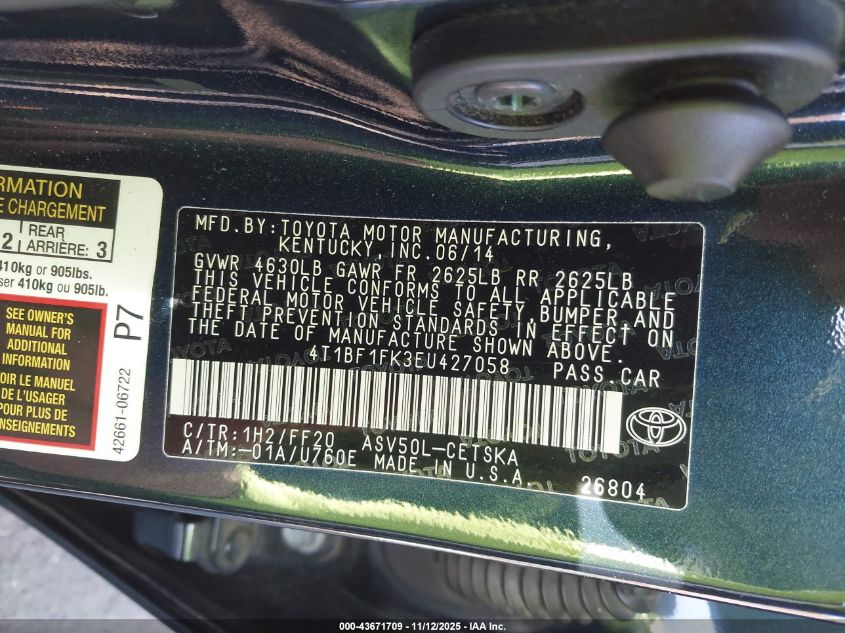 RMATION
E CHARGEMENT
2 REAR ARRIÈRE: 3
410kg or 905lbs.
ser 410kg ou 905lb.
SEE OWNER'S
MANUAL FOR
ADDITIONAL
INFORMATION
OIR LE MANUEL
DE L'USAGER
POUR PLUS DE
ENSEIGNEMENTS
P7
42661-06722
MFD.BY:TOYOTA MOTOR MANUFACTURING,
KENTUCKY INC.06/14
GVWR 4630LB GAWR FR 2625LB RR 2625LB
THIS VEHICLE CONFORMS TO ALL APPLICABLE
FEDERAL MOTOR VEHICLE SAFETY,BUMPER,AND
THEFT PREVENTION STANDARDS IN EFFECT ON
THE DATE OF MANUFACTURE SHOWN ABOVE.
4T1BF1FK3EU427058 PASS CAR
C/TR:1H2/FF20 ASV50L-CETSKA
A/TM:-01A/U760E MADE IN U.S.A.
26804
000-43671709 - 11/12/2025 - IAA Inc.